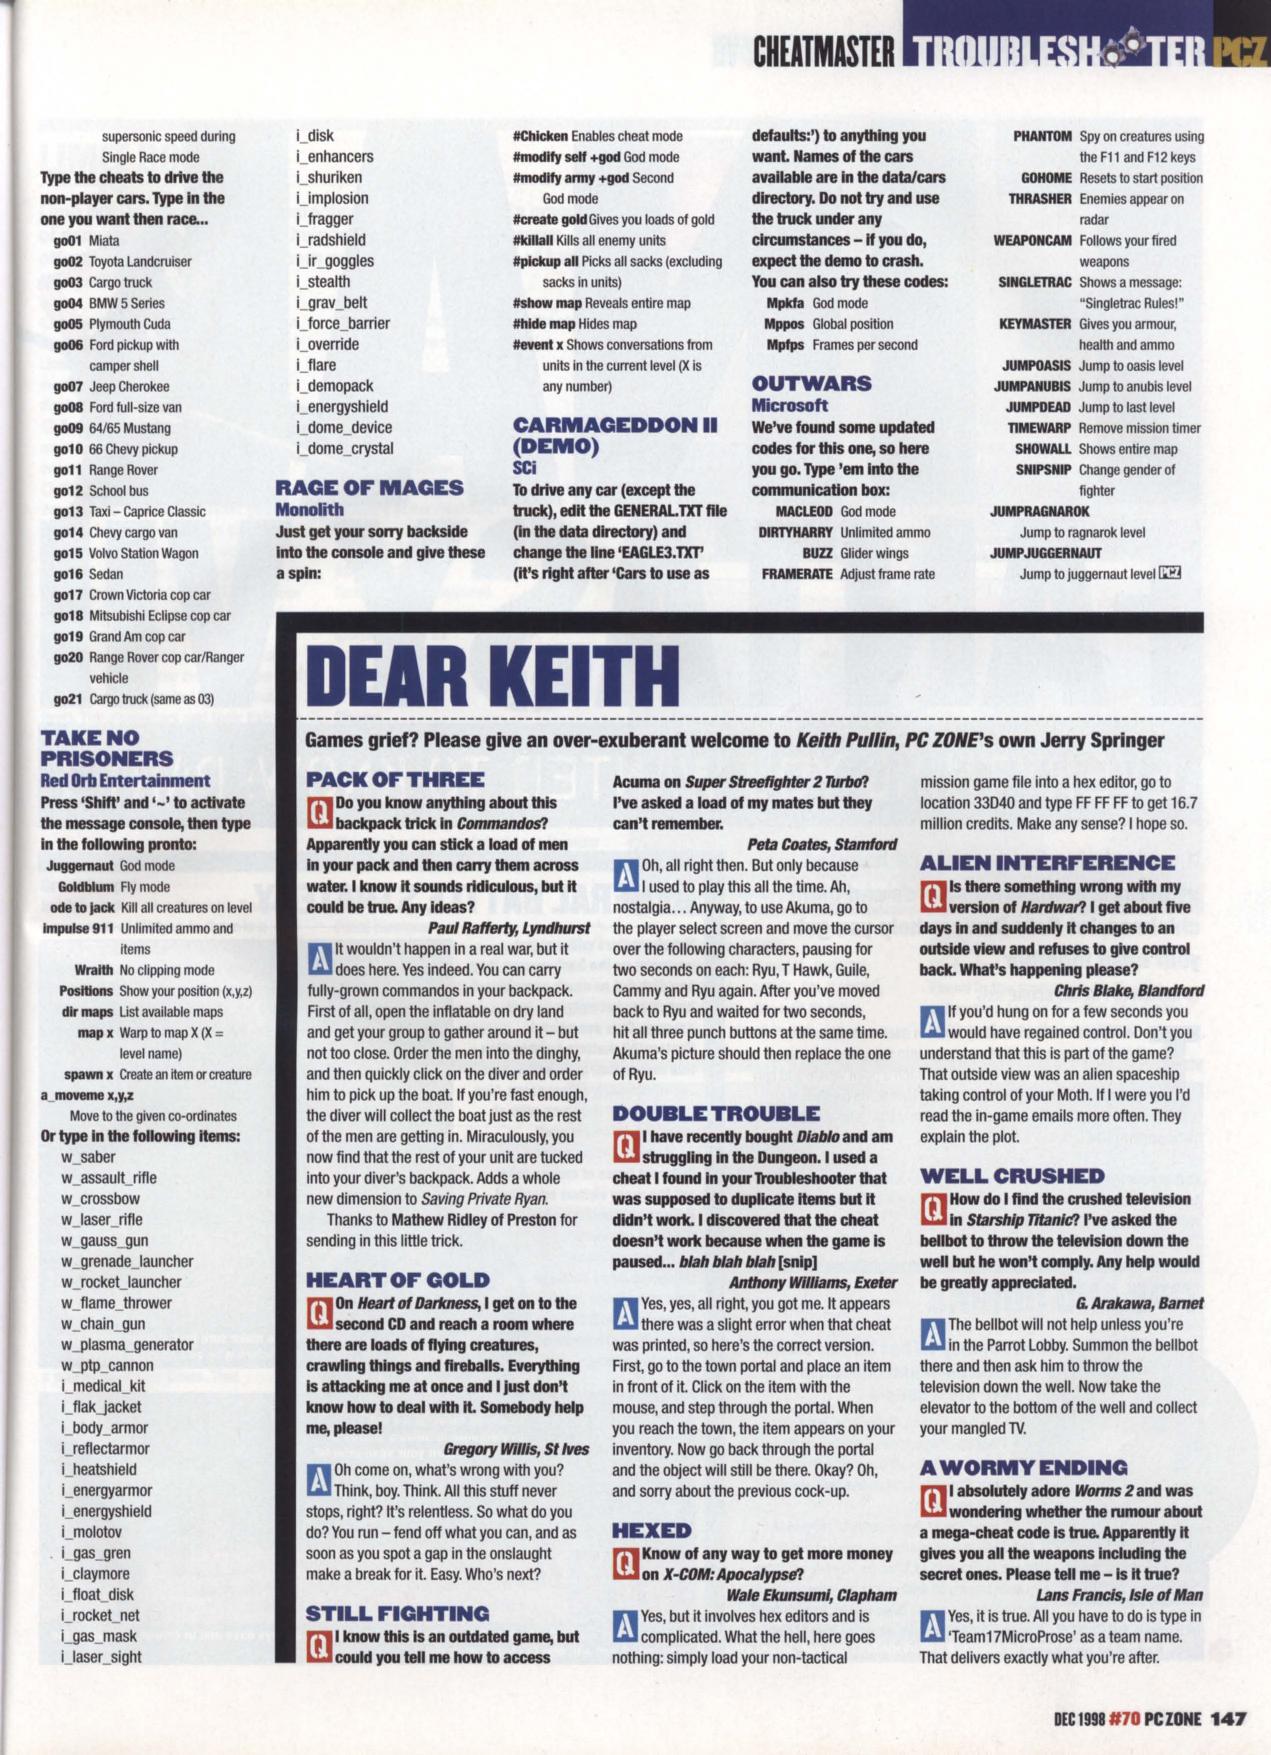 CHEATMASTER TROUBLESHOOTER PCZ
supersonic speed during
Single Race mode
Type the cheats to drive the
non-player cars. Type in the
one you want then race...
go01 Miata
go02 Toyota Landcruiser
go03 Cargo truck
go04 BMW 5 Series
go05 Plymouth Cuda
go06 Ford pickup with
camper shell
go07 Jeep Cherokee
go08 Ford full-size van
go09 64/65 Mustang
go10 66 Chevy pickup
go11 Range Rover
go12 School bus
go13 Taxi – Caprice Classic
go14 Chevy cargo van
go15 Volvo Station Wagon
go16 Sedan
go17 Crown Victoria cop car
go18 Mitsubishi Eclipse cop car
go19 Grand Am cop car
go20 Range Rover cop car/Ranger
vehicle
go21 Cargo truck (same as 03)
TAKE NO
PRISONERS
Red Orb Entertainment
Press 'Shift' and '~' to activate
the message console, then type
in the following pronto:
Juggernaut God mode
Goldblum Fly mode
ode to jack Kill all creatures on level
impulse 911 Unlimited ammo and
items
Wraith No clipping mode
Positions Show your position (x,y,z)
dir maps List available maps
map x Warp to map X (X =
level name)
spawn x Create an item or creature
a_moveme x,y,z
Move to the given co-ordinates
Or type in the following items:
w_saber
w_assault_rifle
w_crossbow
w_laser_rifle
w_gauss_gun
w_grenade_launcher
w_rocket_launcher
w_flame_thrower
w_chain_gun
w_plasma_generator
w_ptp_cannon
i_medical_kit
i_flak_jacket
i_body_armor
i_reflectarmor
i_heatshield
i_energyarmor
i_energyshield
i_molotov
i_gas_gren
i_claymore
i_float_disk
i_rocket_net
i_gas_mask
i_laser_sight
i_disk
i_enhancers
i_shuriken
i_implosion
i_fragger
i_radshield
i_ir_goggles
i_stealth
i_grav_belt
i_force_barrier
i_override
i_flare
i_demopack
i_energyshield
i_dome_device
i_dome_crystal
RAGE OF MAGES
Monolith
Just get your sorry backside
into the console and give these
a spin:
#Chicken Enables cheat mode
#modify self +god God mode
#modify army +god Second
God mode
#create gold Gives you loads of gold
#killall Kills all enemy units
#pickup all Picks all sacks (excluding
sacks in units)
#show map Reveals entire map
#hide map Hides map
#event x Shows conversations from
units in the current level (X is
any number)
CARMAGEDDON II
(DEMO)
SCi
To drive any car (except the
truck), edit the GENERAL.TXT file
(in the data directory) and
change the line 'EAGLE3.TXT'
(it's right after 'Cars to use as
defaults:') to anything you
want. Names of the cars
available are in the data/cars
directory. Do not try and use
the truck under any
circumstances – if you do,
expect the demo to crash.
You can also try these codes:
Mpkfa God mode
Mppos Global position
Mpfps Frames per second
OUTWARS
Microsoft
We've found some updated
codes for this one, so here
you go. Type 'em into the
communication box:
MACLEOD God mode
DIRTYHARRY Unlimited ammo
BUZZ Glider wings
FRAMERATE Adjust frame rate
PHANTOM Spy on creatures using
the F11 and F12 keys
GOHOME Resets to start position
THRASHER Enemies appear on
radar
WEAPONCAM Follows your fired
weapons
SINGLETRAC Shows a message:
"Singletrac Rules!"
KEYMASTER Gives you armour,
health and ammo
JUMPOASIS Jump to oasis level
JUMPANUBIS Jump to anubis level
JUMPDEAD Jump to last level
TIMEWARP Remove mission timer
SHOWALL Shows entire map
SNIPSNIP Change gender of
fighter
JUMPRAGNAROK
Jump to ragnarok level
JUMPJUGGERNAUT
Jump to juggernaut level PCZ
DEAR KEITH
Games grief? Please give an over-exuberant welcome to Keith Pullin, PC ZONE's own Jerry Springer
PACK OF THREE
Q Do you know anything about this
backpack trick in Commandos?
Apparently you can stick a load of men
in your pack and then carry them across
water. I know it sounds ridiculous, but it
could be true. Any ideas?
Paul Rafferty, Lyndhurst
A It wouldn't happen in a real war, but it
does here. Yes indeed. You can carry
fully-grown commandos in your backpack.
First of all, open the inflatable on dry land
and get your group to gather around it – but
not too close. Order the men into the dinghy,
and then quickly click on the diver and order
him to pick up the boat. If you're fast enough,
the diver will collect the boat just as the rest
of the men are getting in. Miraculously, you
now find that the rest of your unit are tucked
into your diver's backpack. Adds a whole
new dimension to Saving Private Ryan.
Thanks to Mathew Ridley of Preston for
sending in this little trick.
HEART OF GOLD
Q On Heart of Darkness, I get on to the
second CD and reach a room where
there are loads of flying creatures,
crawling things and fireballs. Everything
is attacking me at once and I just don't
know how to deal with it. Somebody help
me, please!
Gregory Willis, St Ives
A Oh come on, what's wrong with you?
Think, boy. Think. All this stuff never
stops, right? It's relentless. So what do you
do? You run – fend off what you can, and as
soon as you spot a gap in the onslaught
make a break for it. Easy. Who's next?
STILL FIGHTING
Q I know this is an outdated game, but
could you tell me how to access
Acuma on Super Streefighter 2 Turbo?
I've asked a load of my mates but they
can't remember.
Peta Coates, Stamford
A Oh, all right then. But only because
I used to play this all the time. Ah,
nostalgia... Anyway, to use Akuma, go to
the player select screen and move the cursor
over the following characters, pausing for
two seconds on each: Ryu, T Hawk, Guile,
Cammy and Ryu again. After you've moved
back to Ryu and waited for two seconds,
hit all three punch buttons at the same time.
Akuma's picture should then replace the one
of Ryu.
DOUBLE TROUBLE
Q I have recently bought Diablo and am
struggling in the Dungeon. I used a
cheat I found in your Troubleshooter that
was supposed to duplicate items but it
didn't work. I discovered that the cheat
doesn't work because when the game is
paused... blah blah blah [snip]
Anthony Williams, Exeter
A Yes, yes, all right, you got me. It appears
there was a slight error when that cheat
was printed, so here's the correct version.
First, go to the town portal and place an item
in front of it. Click on the item with the
mouse, and step through the portal. When
you reach the town, the item appears on your
inventory. Now go back through the portal
and the object will still be there. Okay? Oh,
and sorry about the previous cock-up.
HEXED
Q Know of any way to get more money
on X-COM: Apocalypse?
Wale Ekunsumi, Clapham
A Yes, but it involves hex editors and is
complicated. What the hell, here goes
nothing: simply load your non-tactical
mission game file into a hex editor, go to
location 33D40 and type FF FF FF to get 16.7
million credits. Make any sense? I hope so.
ALIEN INTERFERENCE
Q Is there something wrong with my
version of Hardwar? I get about five
days in and suddenly it changes to an
outside view and refuses to give control
back. What's happening please?
Chris Blake, Blandford
A If you'd hung on for a few seconds you
would have regained control. Don't you
understand that this is part of the game?
That outside view was an alien spaceship
taking control of your Moth. If I were you I'd
read the in-game emails more often. They
explain the plot.
WELL CRUSHED
Q How do I find the crushed television
in Starship Titanic? I've asked the
bellbot to throw the television down the
well but he won't comply. Any help would
be greatly appreciated.
G. Arakawa, Barnet
A The bellbot will not help unless you're
in the Parrot Lobby. Summon the bellbot
there and then ask him to throw the
television down the well. Now take the
elevator to the bottom of the well and collect
your mangled TV.
A WORMY ENDING
Q I absolutely adore Worms 2 and was
wondering whether the rumour about
a mega-cheat code is true. Apparently it
gives you all the weapons including the
secret ones. Please tell me – is it true?
Lans Francis, Isle of Man
A Yes, it is true. All you have to do is type in
'Team17MicroProse' as a team name.
That delivers exactly what you're after.
DEC 1998 #70 PC ZONE 147